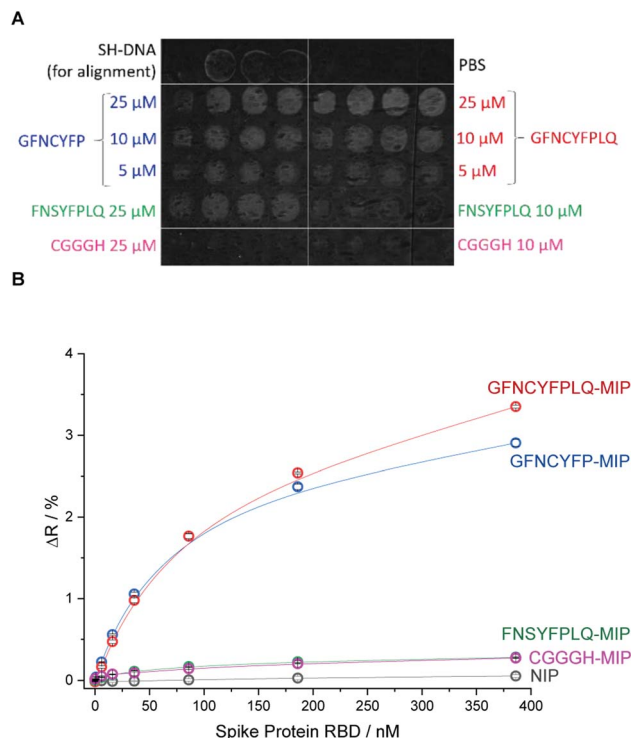 A
SH-DNA
(for alignment)
PBS
GFNCYFP
25 µM
10 µM
5 µM
25 µM
10 µM
5 µM
GFNCYFPLQ
FNSYFPLQ 25 µM
FNSYFPLQ 10 µM
CGGGH 25 µM
CGGGH 10 µM
B
4
3
2
1
0
ΔR / %
GFNCYFPLQ-MIP
GFNCYFP-MIP
FNSYFPLQ-MIP
CGGGH-MIP
NIP
0 50 100 150 200 250 300 350 400
Spike Protein RBD / nM